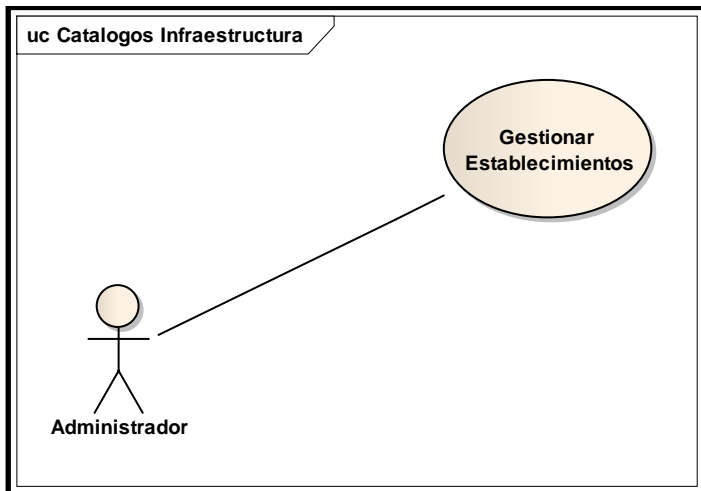 uc Catalogos Infraestructura
Gestionar
Establecimientos
Administrador